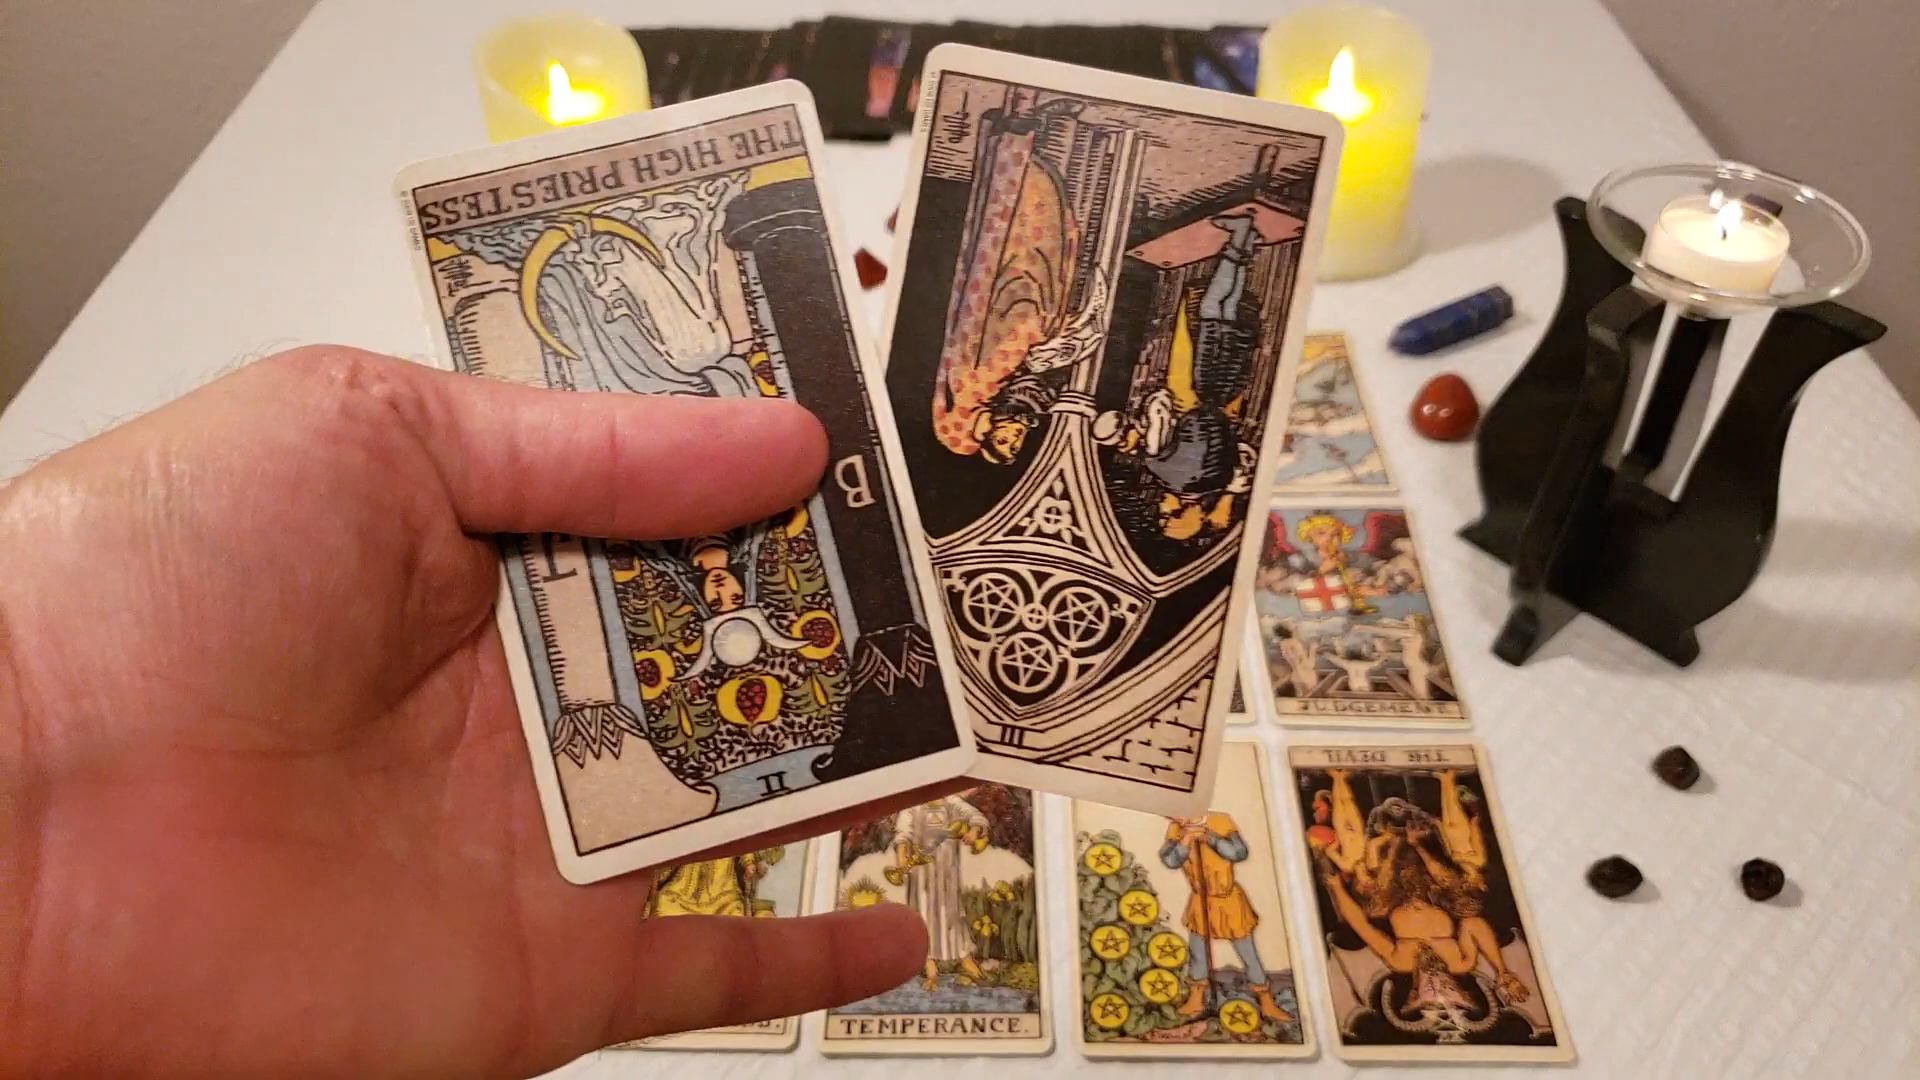 THE HIGH PRIESTESS
B
J
II
III
JUDGEMENT.
THE DEVIL
TEMPERANCE.